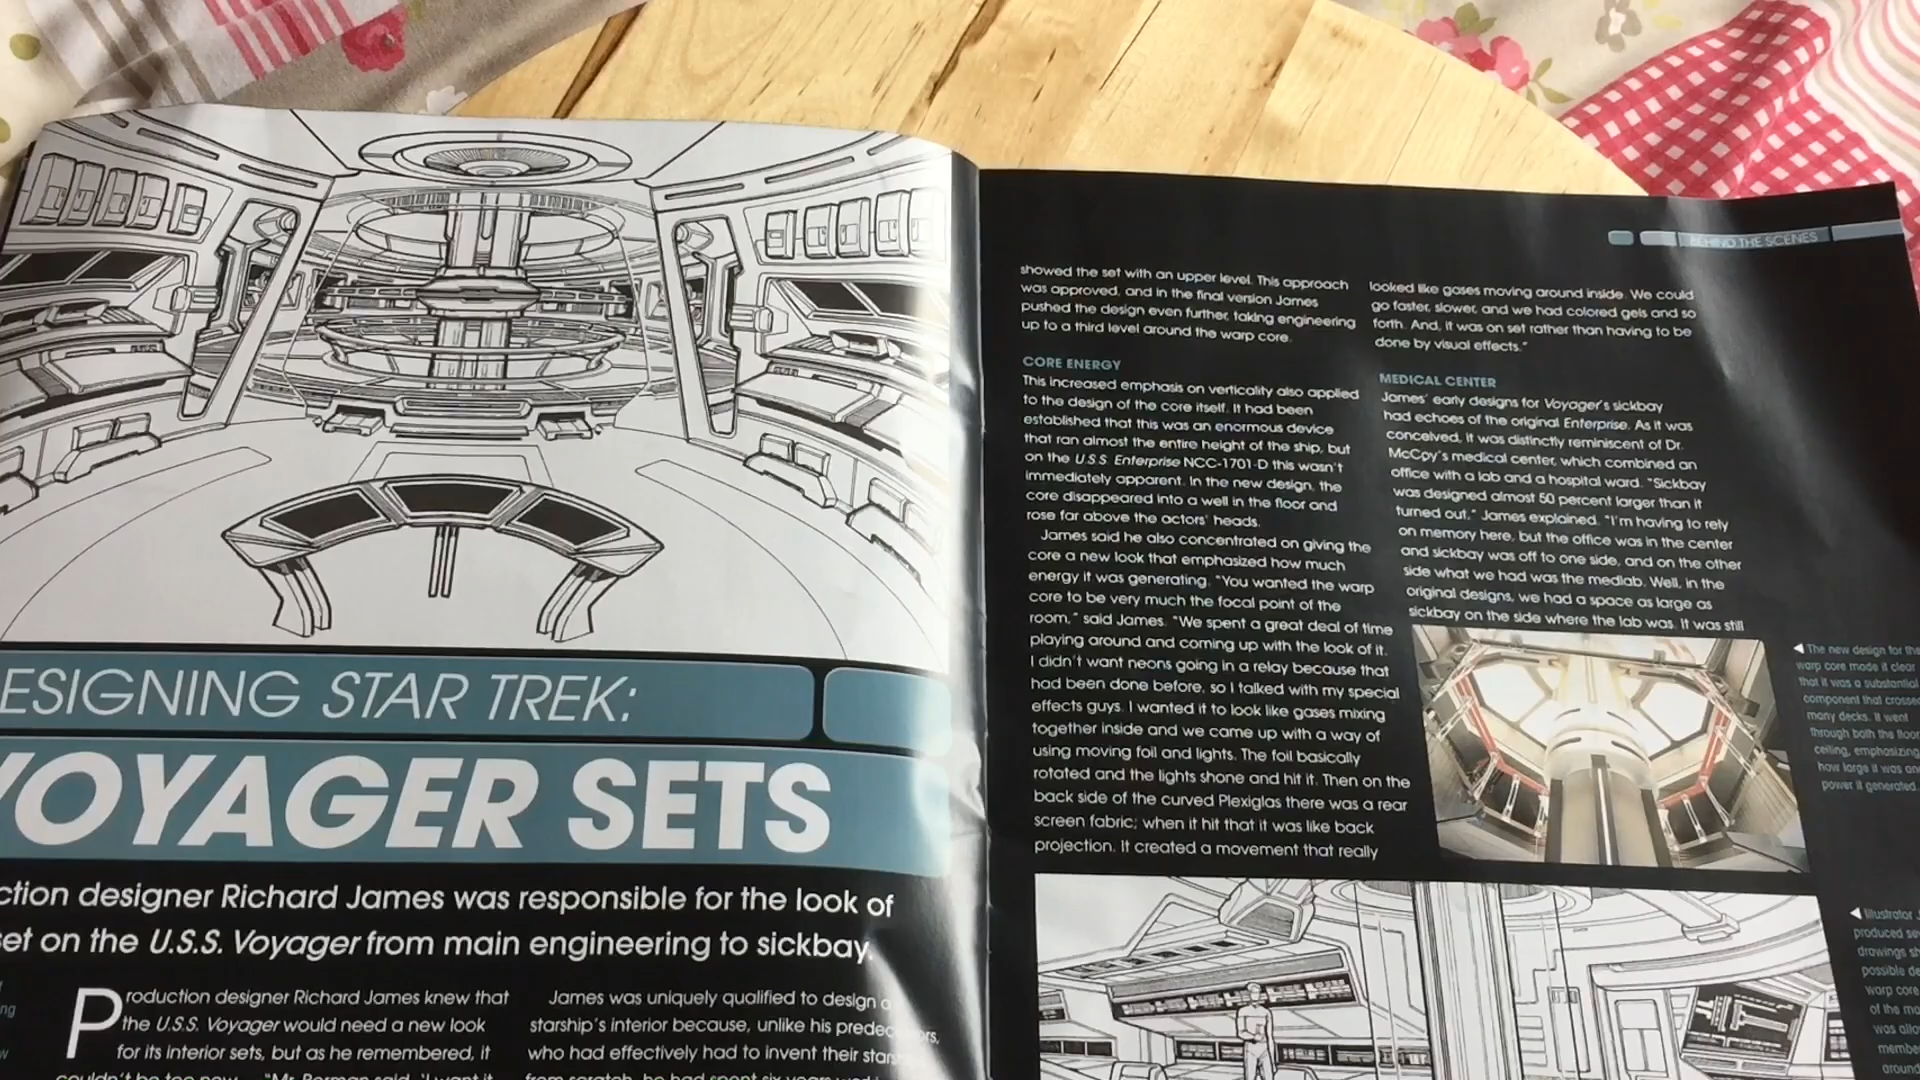 ESIGNING STAR TREK:
VOYAGER SETS
ction designer Richard James was responsible for the look of
set on the U.S.S. Voyager from main engineering to sickbay.
Production designer Richard James knew that
the U.S.S. Voyager would need a new look
for its interior sets, but as he remembered, it
couldn't be too new. "Mr. Berman said, 'I want it
James was uniquely qualified to design a
starship's interior because, unlike his
who had effectively had to invent their
from scratch, he had spent six years
BEHIND THE SCENES
showed the set with an upper level. This approach
was approved, and in the final version James
pushed the design even further, taking engineering
up to a third level around the warp core.
CORE ENERGY
This increased emphasis on verticality also applied
to the design of the core itself. It had been
established that this was an enormous device
that ran almost the entire height of the ship, but
on the U.S.S. Enterprise NCC-1701-D this wasn't
immediately apparent. In the new design, the
core disappeared into a well in the floor and
rose far above the actors' heads.
James said he also concentrated on giving the
core a new look that emphasized how much
energy it was generating. "You wanted the warp
core to be very much the focal point of the
room," said James. "We spent a great deal of time
playing around and coming up with the look of it.
I didn't want neons going in a relay because that
had been done before, so I talked with my special
effects guys. I wanted it to look like gases mixing
together inside and we came up with a way of
using moving foil and lights. The foil basically
rotated and the lights shone and hit it. Then on the
back side of the curved Plexiglas there was a rear
screen fabric; when it hit that it was like back
projection. It created a movement that really
looked like gases moving around inside. We could
go faster, slower, and we had colored gels and so
forth. And, it was on set rather than having to be
done by visual effects."
MEDICAL CENTER
James' early designs for Voyager's sickbay
had echoes of the original Enterprise. As it was
conceived, it was distinctly reminiscent of Dr.
McCoy's medical center, which combined an
office with a lab and a hospital ward. "Sickbay
was designed almost 50 percent larger than it
turned out," James explained. "I'm having to rely
on memory here, but the office was in the center
and sickbay was off to one side, and on the other
side what we had was the medlab. Well, in the
original designs, we had a space as large as
sickbay on the side where the lab was. It was still
The new design for the
warp core made it clear
that it was a substantial
component that crossed
many decks. It went
through both the floor
ceiling, emphasizing
how large it was and
power it generated.
Illustrator J
produced se
drawings sh
possible de
warp core
of the ma
was allo
membe
around